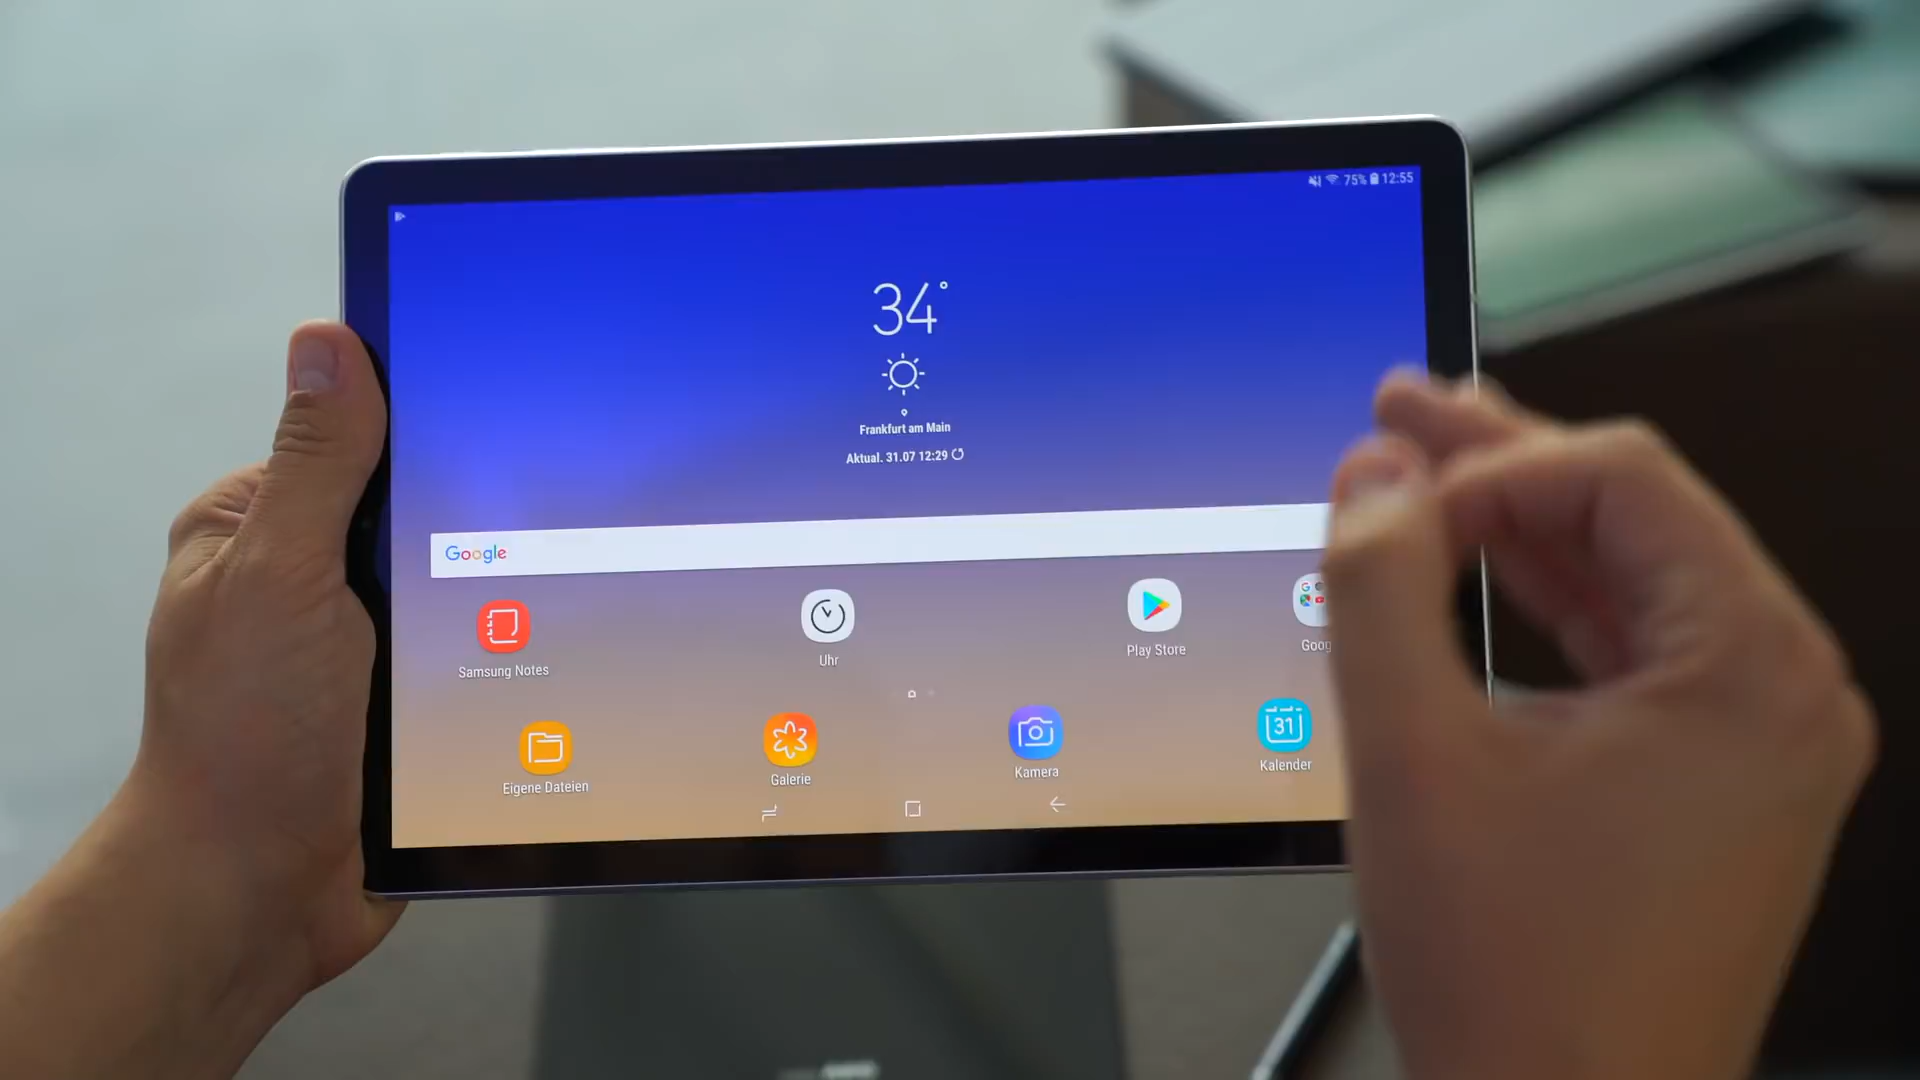 75% 12:55
34°
Frankfurt am Main
Aktual. 31.07 12:29
Google
Samsung Notes
Uhr
Play Store
Goog
31
Eigene Dateien
Galerie
Kamera
Kalender